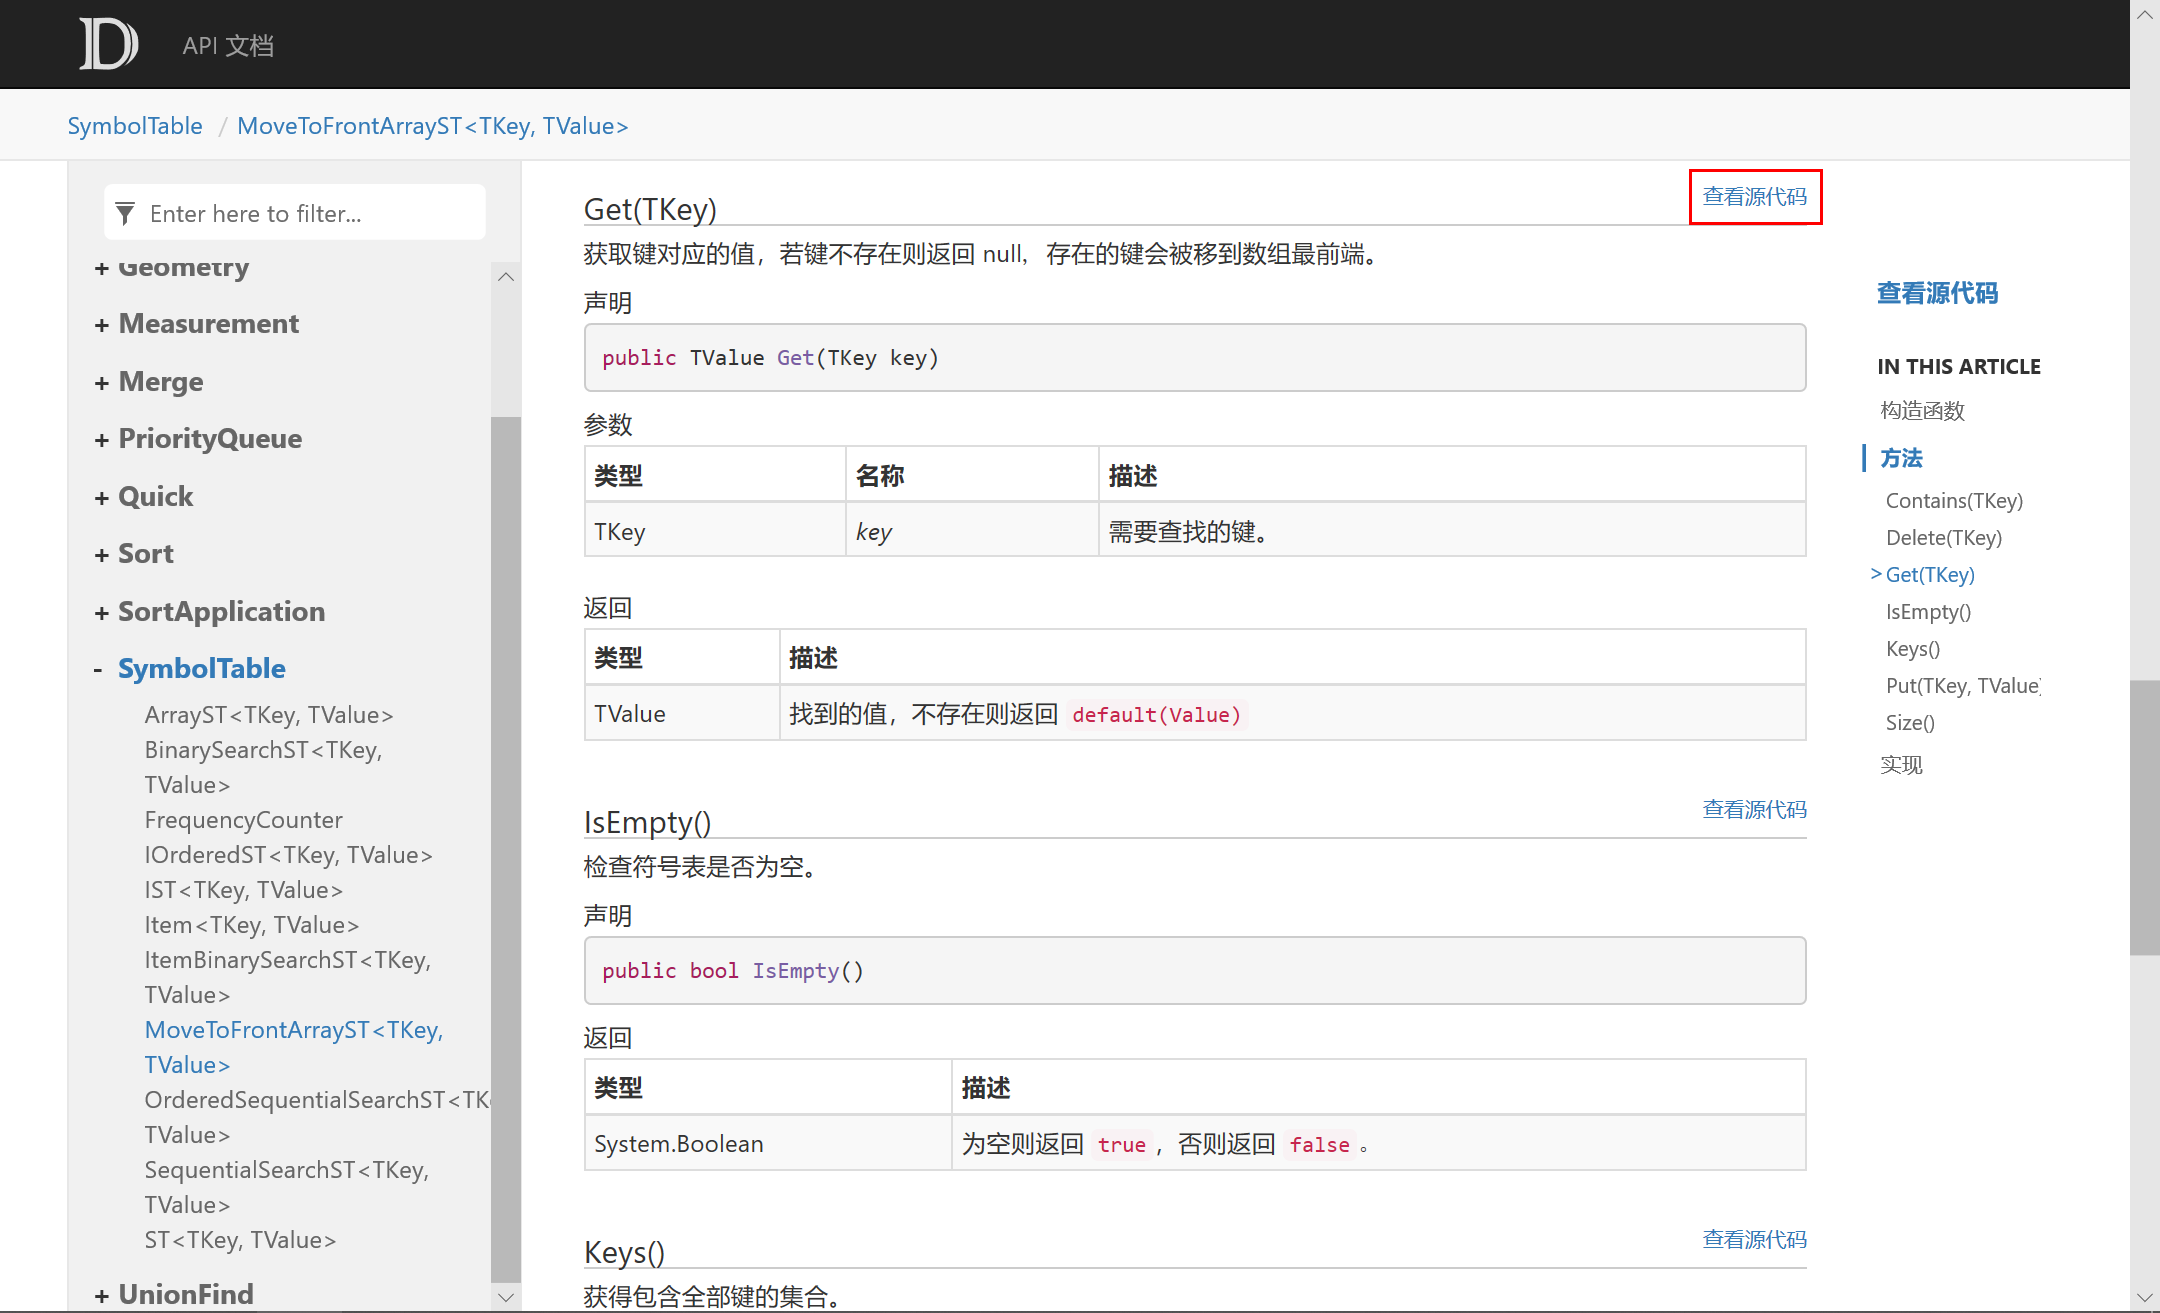 API 文档
SymbolTable / MoveToFrontArrayST<TKey, TValue>
Enter here to filter...
+ Geometry
+ Measurement
+ Merge
+ PriorityQueue
+ Quick
+ Sort
+ SortApplication
- SymbolTable
ArrayST<TKey, TValue>
BinarySearchST<TKey,
TValue>
FrequencyCounter
IOrderedST<TKey, TValue>
IST<TKey, TValue>
Item<TKey, TValue>
ItemBinarySearchST<TKey,
TValue>
MoveToFrontArrayST<TKey,
TValue>
OrderedSequentialSearchST<TK
TValue>
SequentialSearchST<TKey,
TValue>
ST<TKey, TValue>
+ UnionFind
Get(TKey)
查看源代码
获取键对应的值，若键不存在则返回 null，存在的键会被移到数组最前端。
声明
public TValue Get(TKey key)
参数
类型 名称 描述
TKey key 需要查找的键。
返回
类型 描述
TValue 找到的值，不存在则返回 default(Value)
IsEmpty()
查看源代码
检查符号表是否为空。
声明
public bool IsEmpty()
返回
类型 描述
System.Boolean 为空则返回 true，否则返回 false。
Keys()
查看源代码
获得包含全部键的集合。
查看源代码
IN THIS ARTICLE
构造函数
方法
Contains(TKey)
Delete(TKey)
> Get(TKey)
IsEmpty()
Keys()
Put(TKey, TValue)
Size()
实现